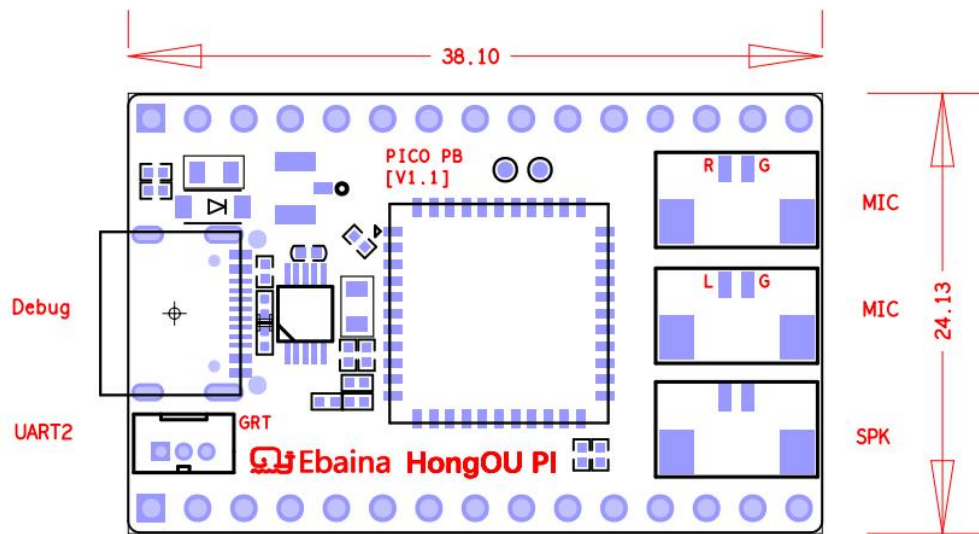 38.10
PICO PB
[V1.1]
R G
MIC
Debug
L G
MIC
24.13
UART2
GRT
SPK
Ebaina HongOU PI